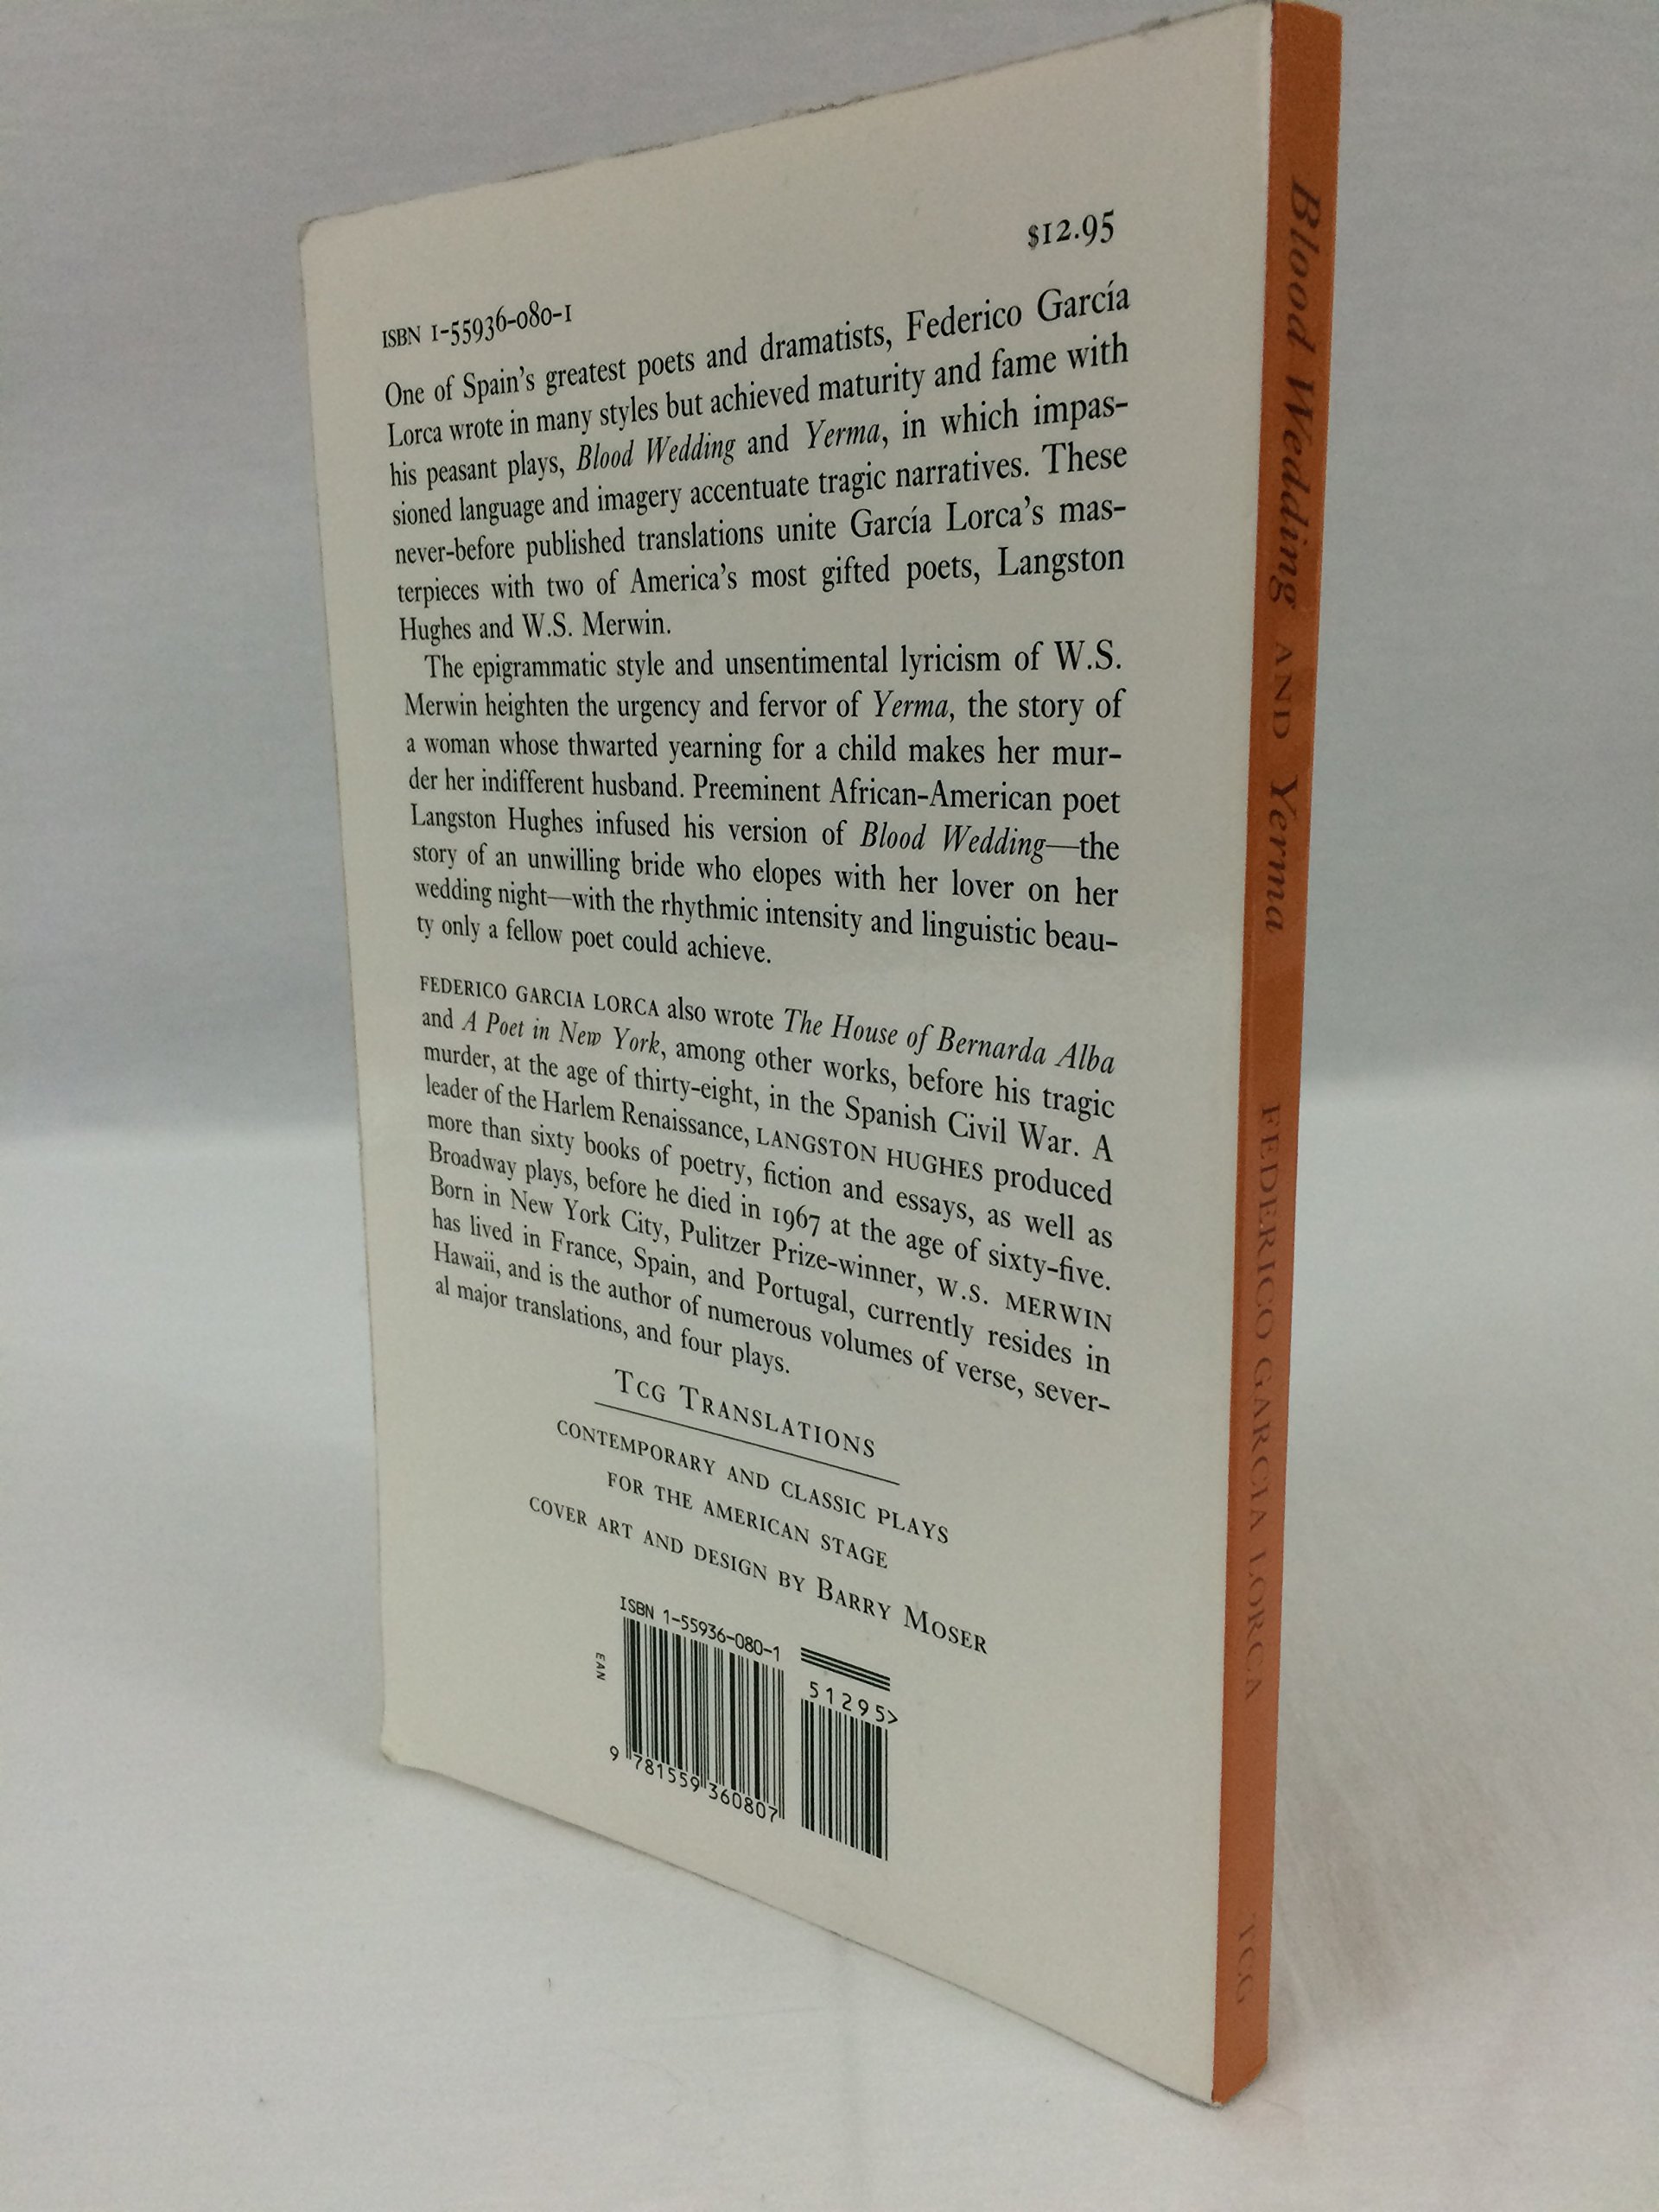 $12.95
ISBN 1-55936-080-1
One of Spain's greatest poets and dramatists, Federico García
Lorca wrote in many styles but achieved maturity and fame with
his peasant plays, Blood Wedding and Yerma, in which impas-
sioned language and imagery accentuate tragic narratives. These
never-before published translations unite García Lorca's mas-
terpieces with two of America's most gifted poets, Langston
Hughes and W.S. Merwin.
The epigrammatic style and unsentimental lyricism of W.S.
Merwin heighten the urgency and fervor of Yerma, the story of
a woman whose thwarted yearning for a child makes her mur-
der her indifferent husband. Preeminent African-American poet
Langston Hughes infused his version of Blood Wedding—the
story of an unwilling bride who elopes with her lover on her
wedding night—with the rhythmic intensity and linguistic beau-
ty only a fellow poet could achieve.
FEDERICO GARCIA LORCA also wrote The House of Bernarda Alba
and A Poet in New York, among other works, before his tragic
murder, at the age of thirty-eight, in the Spanish Civil War. A
leader of the Harlem Renaissance, LANGSTON HUGHES produced
more than sixty books of poetry, fiction and essays, as well as
Broadway plays, before he died in 1967 at the age of sixty-five.
Born in New York City, Pulitzer Prize-winner, W.S. MERWIN
has lived in France, Spain, and Portugal, currently resides in
Hawaii, and is the author of numerous volumes of verse, sever-
al major translations, and four plays.
TCG TRANSLATIONS
CONTEMPORARY AND CLASSIC PLAYS
FOR THE AMERICAN STAGE
COVER ART AND DESIGN BY BARRY MOSER
ISBN 1-55936-080-1
51295>
EAN
9 781559 360807
Blood Wedding AND Yerma FEDERICO GARCIA LORCA TCG